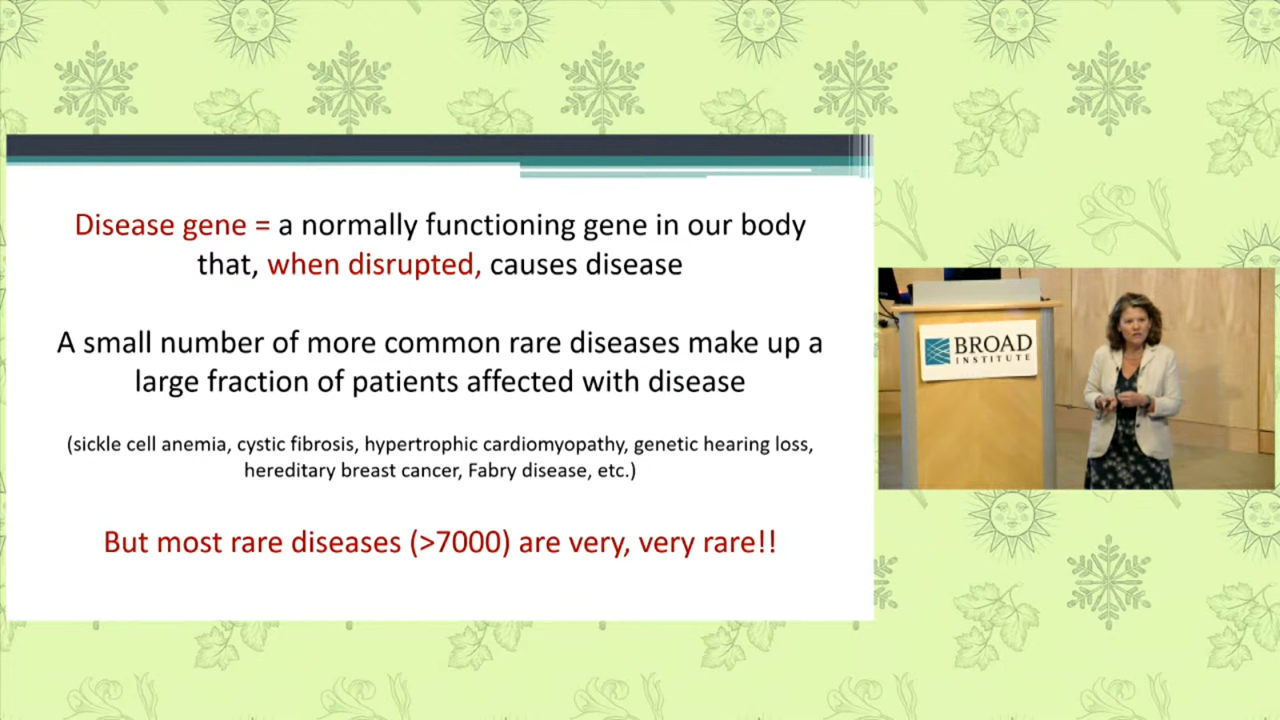 Disease gene = a normally functioning gene in our body
that, when disrupted, causes disease
A small number of more common rare diseases make up a
large fraction of patients affected with disease
(sickle cell anemia, cystic fibrosis, hypertrophic cardiomyopathy, genetic hearing loss,
hereditary breast cancer, Fabry disease, etc.)
But most rare diseases (>7000) are very, very rare!!
BROAD
INSTITUTE